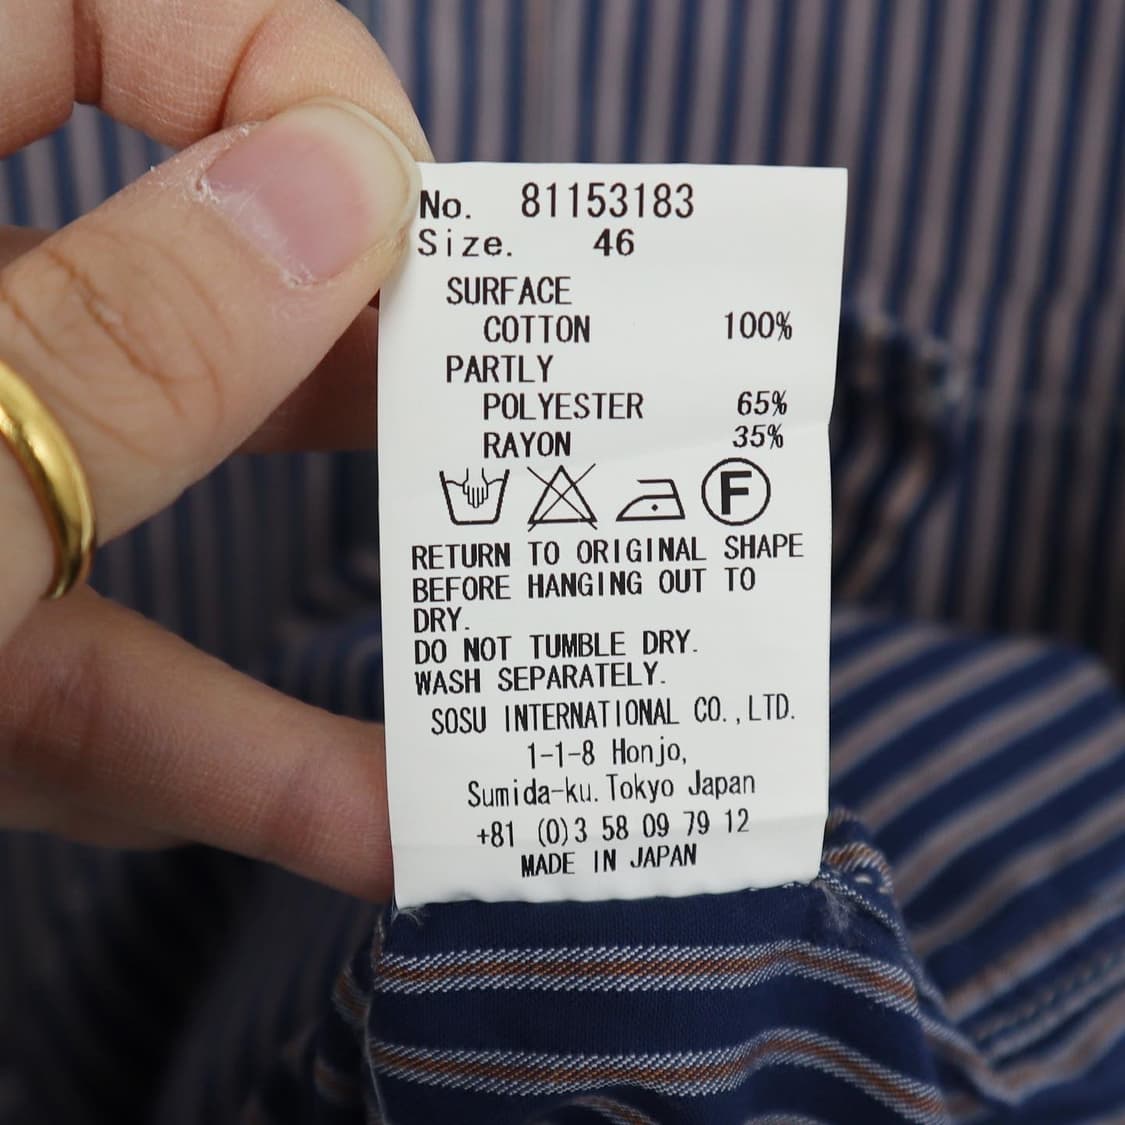 No. 81153183
Size. 46
SURFACE
COTTON 100%
PARTLY
POLYESTER 65%
RAYON 35%
F
RETURN TO ORIGINAL SHAPE
BEFORE HANGING OUT TO
DRY.
DO NOT TUMBLE DRY.
WASH SEPARATELY.
SOSU INTERNATIONAL CO.,LTD.
1-1-8 Honjo,
Sumida-ku. Tokyo Japan
+81 (0)3 58 09 79 12
MADE IN JAPAN